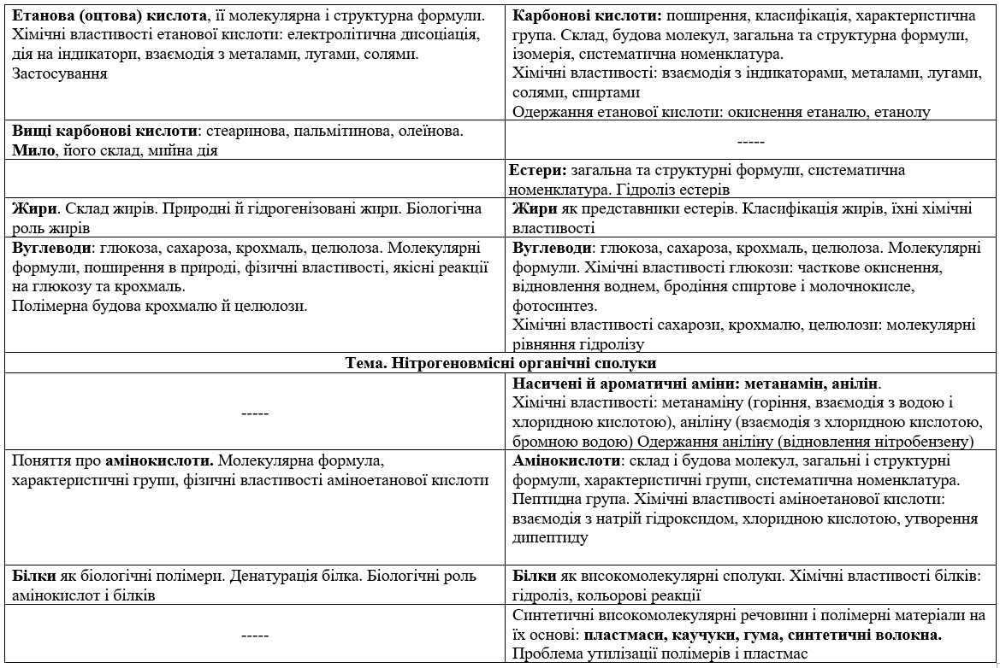 Етанова (оцтова) кислота, її молекулярна і структурна формули.
Хімічні властивості етанової кислоти: електролітична дисоціація,
дія на індикатори, взаємодія з металами, лугами, солями.
Застосування
Карбонові кислоти: поширення, класифікація, характеристична
група. Склад, будова молекул, загальна та структурна формули,
ізомерія, систематична номенклатура.
Хімічні властивості: взаємодія з індикаторами, металами, лугами,
солями, спиртами
Одержання етанової кислоти: окиснення етаналю, етанолу
Вищі карбонові кислоти: стеаринова, пальмітинова, олеїнова.
Мило, його склад, мийна дія
-----
Естери: загальна та структурні формули, систематична
номенклатура. Гідроліз естерів
Жири. Склад жирів. Природні й гідрогенізовані жири. Біологічна
роль жирів
Жири як представники естерів. Класифікація жирів, їхні хімічні
властивості
Вуглеводи: глюкоза, сахароза, крохмаль, целюлоза. Молекулярні
формули, поширення в природі, фізичні властивості, якісні реакції
на глюкозу та крохмаль.
Полімерна будова крохмалю й целюлози.
Вуглеводи: глюкоза, сахароза, крохмаль, целюлоза. Молекулярні
формули. Хімічні властивості глюкози: часткове окиснення,
відновлення воднем, бродіння спиртове і молочнокисле,
фотосинтез.
Хімічні властивості сахарози, крохмалю, целюлози: молекулярні
рівняння гідролізу
Тема. Нітрогеновмісні органічні сполуки
-----
Насичені й ароматичні аміни: метанамін, анілін.
Хімічні властивості: метанаміну (горіння, взаємодія з водою і
хлоридною кислотою), аніліну (взаємодія з хлоридною кислотою,
бромною водою) Одержання аніліну (відновлення нітробензену)
Поняття про амінокислоти. Молекулярна формула,
характеристичні групи, фізичні властивості аміноетанової кислоти
Амінокислоти: склад і будова молекул, загальні і структурні
формули, характеристичні групи, систематична номенклатура.
Пептидна група. Хімічні властивості аміноетанової кислоти:
взаємодія з натрій гідроксидом, хлоридною кислотою, утворення
дипептиду
Білки як біологічні полімери. Денатурація білка. Біологічна роль
амінокислот і білків
Білки як високомолекулярні сполуки. Хімічні властивості білків:
гідроліз, кольорові реакції
-----
Синтетичні високомолекулярні речовини і полімерні матеріали на
їх основі: пластмаси, каучуки, гума, синтетичні волокна.
Проблема утилізації полімерів і пластмас